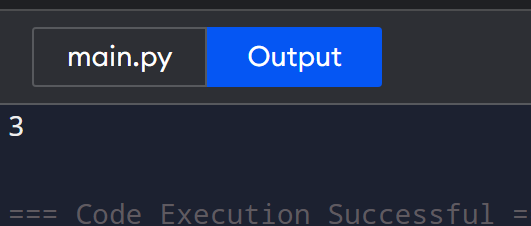 main.py Output
3
=== Code Execution Successful =